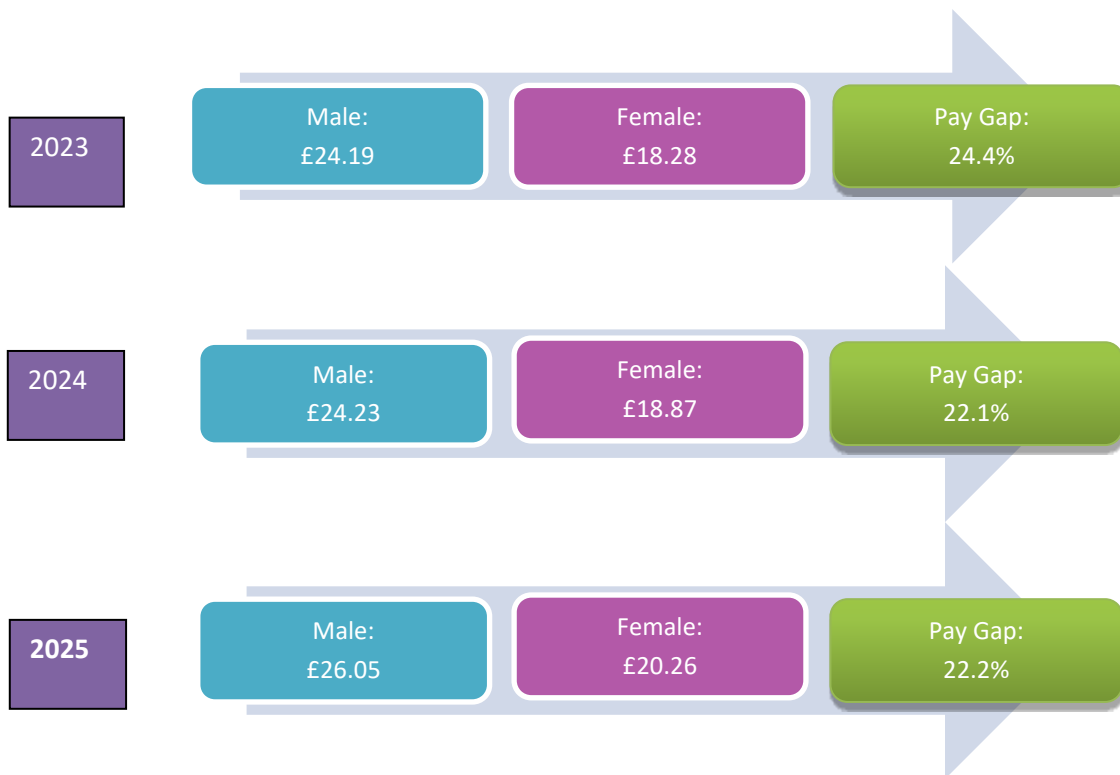 2023
Male:
£24.19
Female:
£18.28
Pay Gap:
24.4%
2024
Male:
£24.23
Female:
£18.87
Pay Gap:
22.1%
2025
Male:
£26.05
Female:
£20.26
Pay Gap:
22.2%